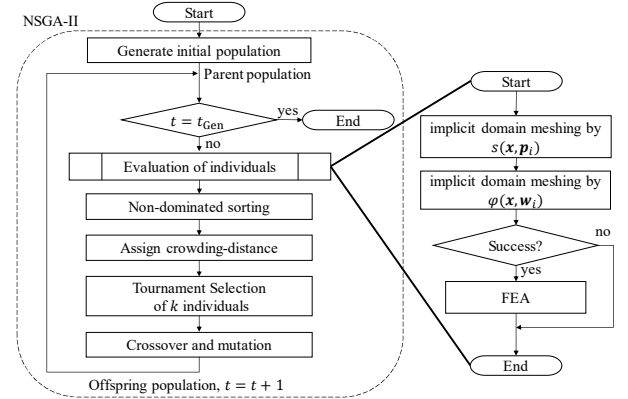 Start
NSGA-II
Generate initial population
Parent population
t = t_Gen
yes
End
no
Evaluation of individuals
Non-dominated sorting
Assign crowding-distance
Tournament Selection
of k individuals
Crossover and mutation
Offspring population, t = t + 1
Start
implicit domain meshing by
s(x, p_i)
implicit domain meshing by
φ(x, w_i)
Success?
no
yes
FEA
End